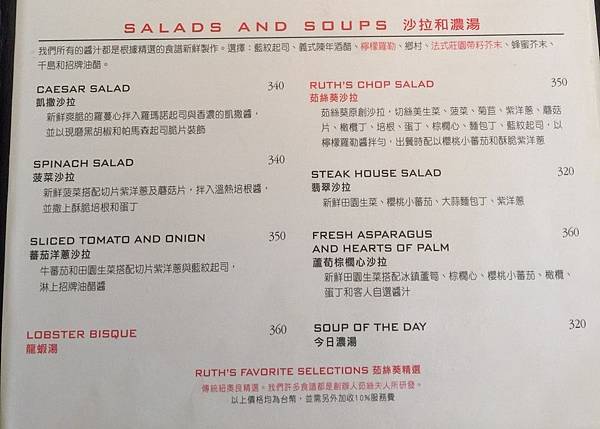 SALADS AND SOUPS 沙拉和濃湯
我們所有的醬汁都是根據精選的食譜新鮮製作。選擇：藍紋起司、義式陳年酒醋、檸檬羅勒、鄉村、法式莊園帶籽芥末、蜂蜜芥末、
千島和招牌油醋。
CAESAR SALAD 340
凱撒沙拉
新鮮爽脆的羅蔓心拌入羅瑪諾起司與香濃的凱撒醬，
並以現磨黑胡椒和帕馬森起司脆片裝飾
SPINACH SALAD 340
菠菜沙拉
新鮮菠菜搭配切片紫洋蔥及蘑菇片，拌入溫熱培根醬，
並撒上酥脆培根和蛋丁
SLICED TOMATO AND ONION 350
蕃茄洋蔥沙拉
牛蕃茄和田園生菜搭配切片紫洋蔥與藍紋起司，
淋上招牌油醋醬
LOBSTER BISQUE 360
龍蝦湯
RUTH'S CHOP SALAD 350
茹絲葵沙拉
茹絲葵原創沙拉，切絲美生菜、菠菜、菊苣、紫洋蔥、蘑菇
片、橄欖丁、培根、蛋丁、棕櫚心、麵包丁、藍紋起司，以
檸檬羅勒醬拌勻，出餐時配以櫻桃小蕃茄和酥脆紫洋蔥
STEAK HOUSE SALAD 320
翡翠沙拉
新鮮田園生菜、櫻桃小蕃茄、大蒜麵包丁、紫洋蔥
FRESH ASPARAGUS
AND HEARTS OF PALM 360
蘆筍棕櫚心沙拉
新鮮田園生菜搭配冰鎮蘆筍、棕櫚心、櫻桃小蕃茄、橄欖、
蛋丁和客人自選醬汁
SOUP OF THE DAY 320
今日濃湯
RUTH'S FAVORITE SELECTIONS 茹絲葵精選
傳統紐奧良精選。我們許多食譜都是創辦人茹絲夫人所研發。
以上價格均為台幣，並需另外加收10%服務費